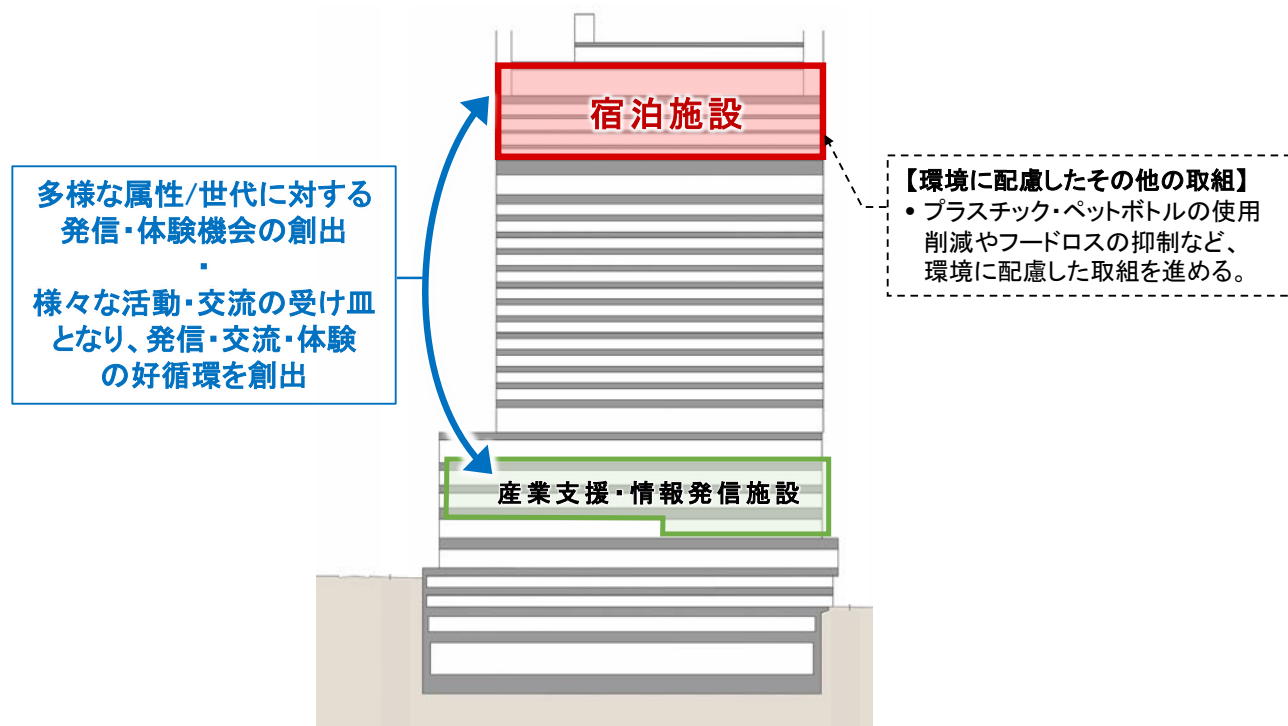 宿泊施設
多様な属性/世代に対する
発信・体験機会の創出
・
様々な活動・交流の受け皿
となり、発信・交流・体験
の好循環を創出
【環境に配慮したその他の取組】
• プラスチック・ペットボトルの使用
削減やフードロスの抑制など、
環境に配慮した取組を進める。
産業支援・情報発信施設